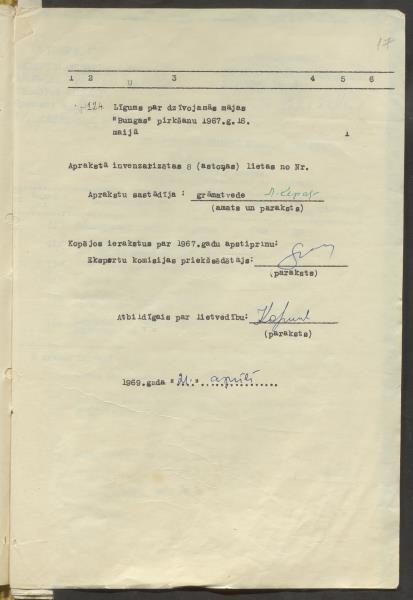 17
1 2 3 4 5 6
U
124 Līgums par dzīvojamās mājas
"Bungas" pirkšanu 1967.g.18.
maijā 1
Aprakstā invenzarizētas 8 (astoņas) lietas no Nr.
Aprakstu sastādīja : grāmatvede
(amats un paraksts)
Kopējos ierakstus par 1967.gadu apstiprinu:
Ekspertu komisijas priekšsēdētājs:
(paraksts)
Atbildīgais par lietvedību:
(paraksts)
1969.gada "21." aprīlī